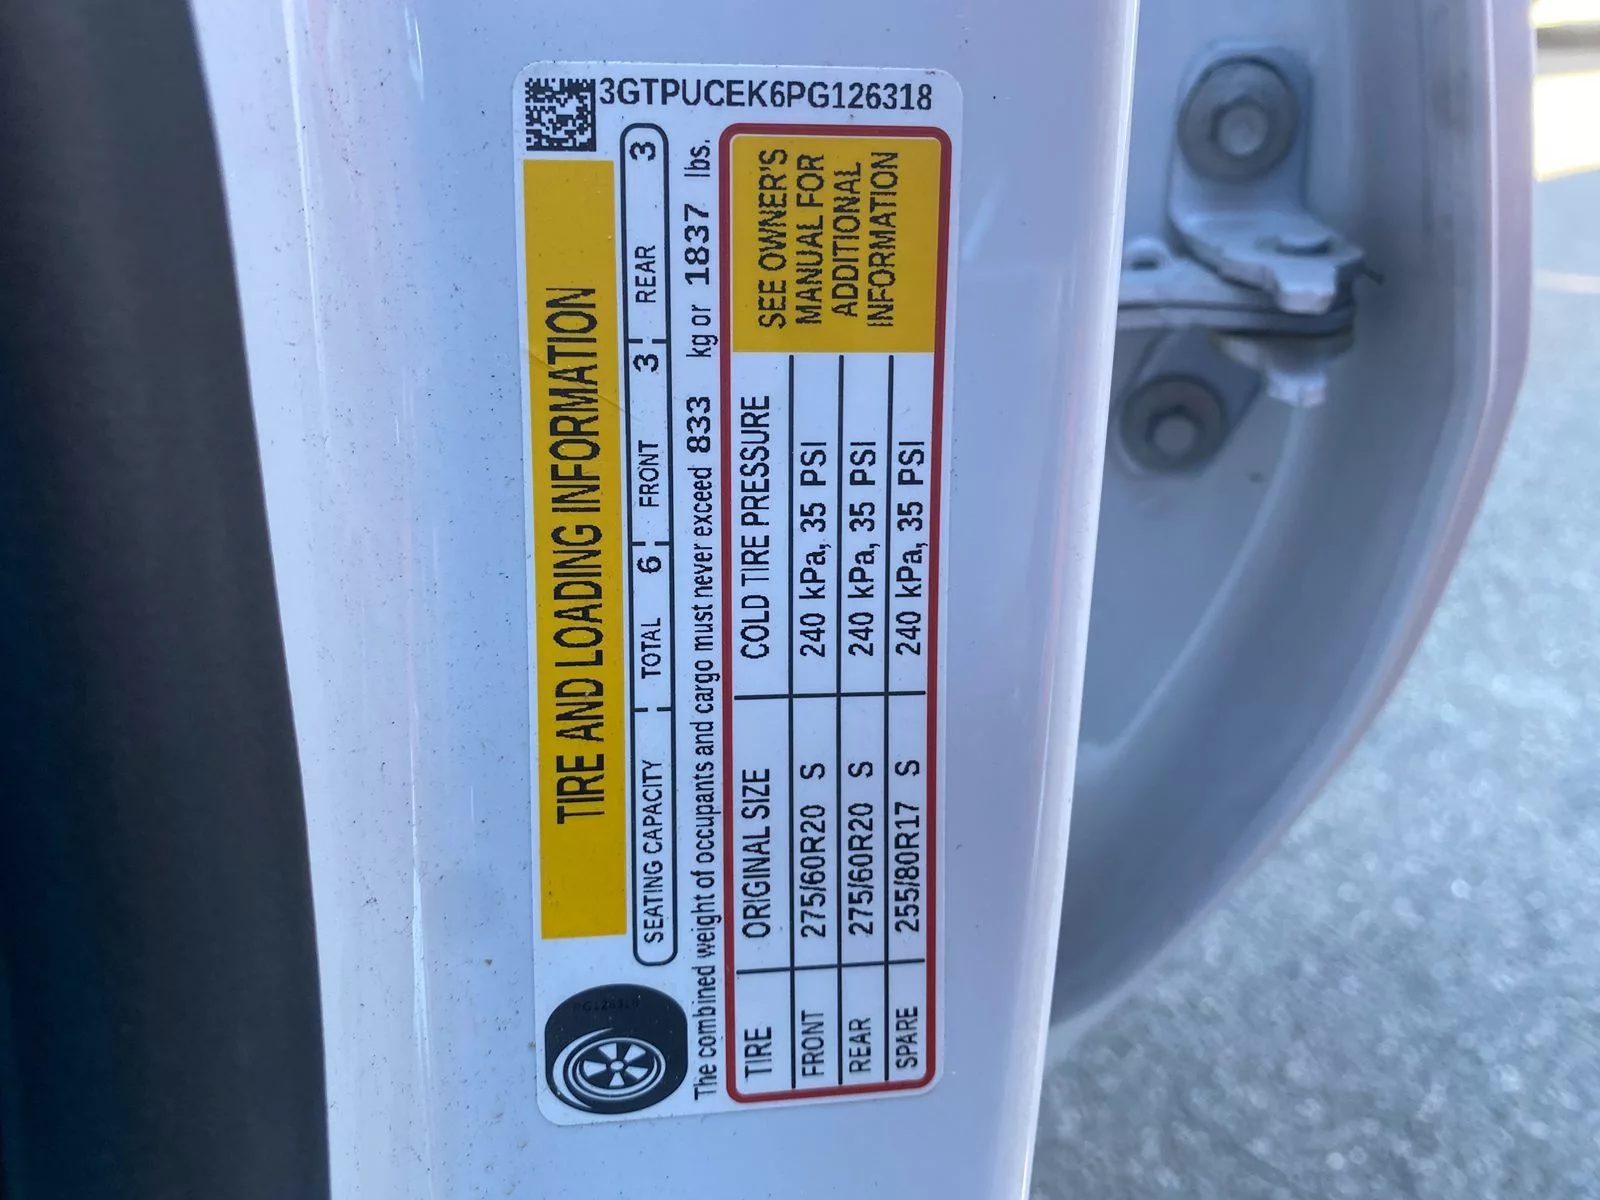 3GTPUCEK6PG126318
TIRE AND LOADING INFORMATION
SEATING CAPACITY TOTAL 6 FRONT 3 REAR 3
The combined weight of occupants and cargo must never exceed 833 kg or 1837 lbs.
TIRE ORIGINAL SIZE COLD TIRE PRESSURE
FRONT 275/60R20 S 240 kPa, 35 PSI
REAR 275/60R20 S 240 kPa, 35 PSI
SPARE 255/80R17 S 240 kPa, 35 PSI
SEE OWNER'S
MANUAL FOR
ADDITIONAL
INFORMATION
PG126318